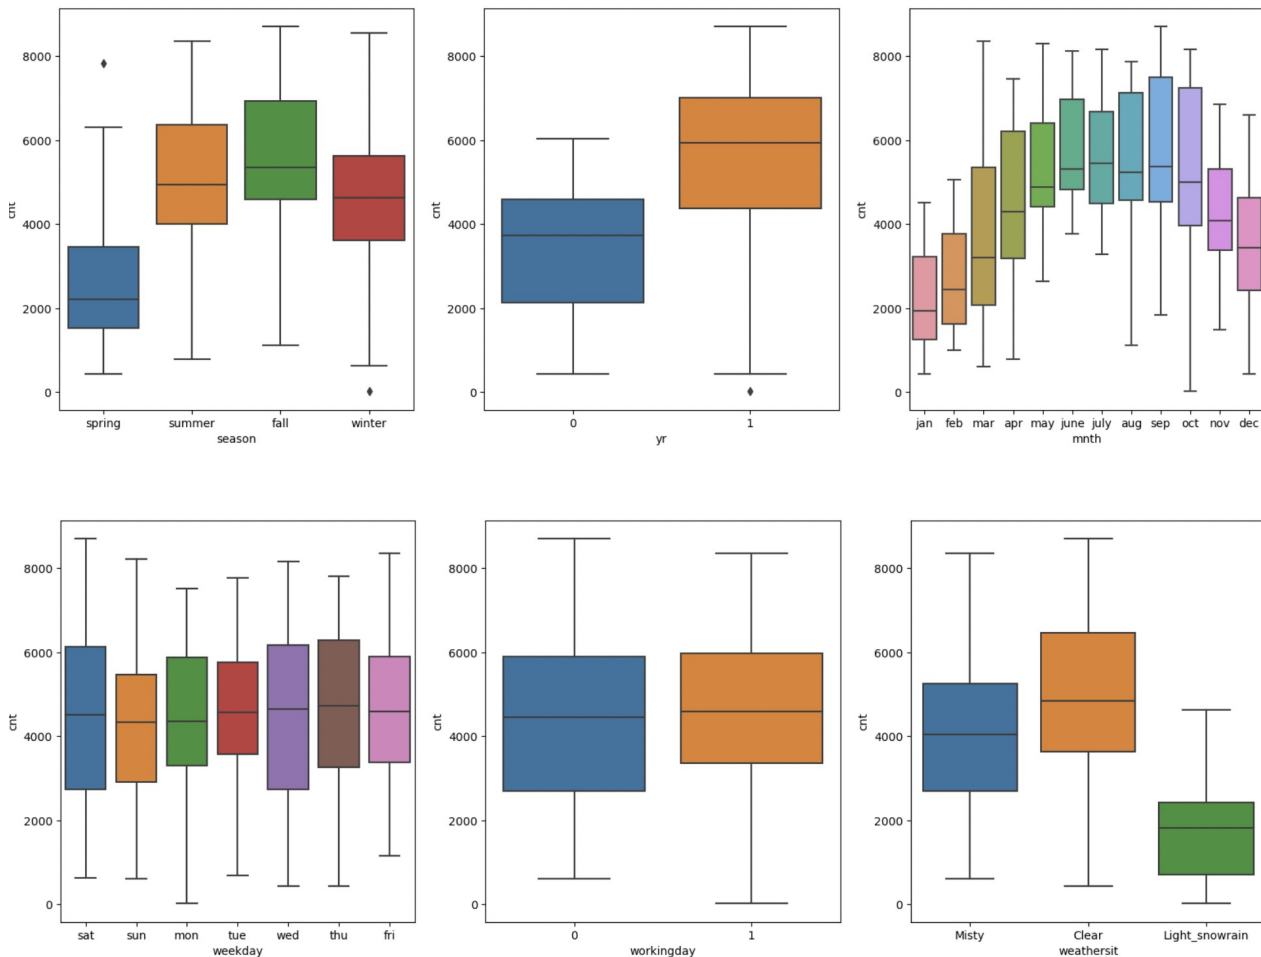 8000
6000
4000
2000
0
cnt
spring summer fall winter
season
8000
6000
4000
2000
0
cnt
0 1
yr
8000
6000
4000
2000
0
cnt
jan feb mar apr may june july aug sep oct nov dec
mnth
8000
6000
4000
2000
0
cnt
sat sun mon tue wed thu fri
weekday
8000
6000
4000
2000
0
cnt
0 1
workingday
8000
6000
4000
2000
0
cnt
Misty Clear Light_snowrain
weathersit